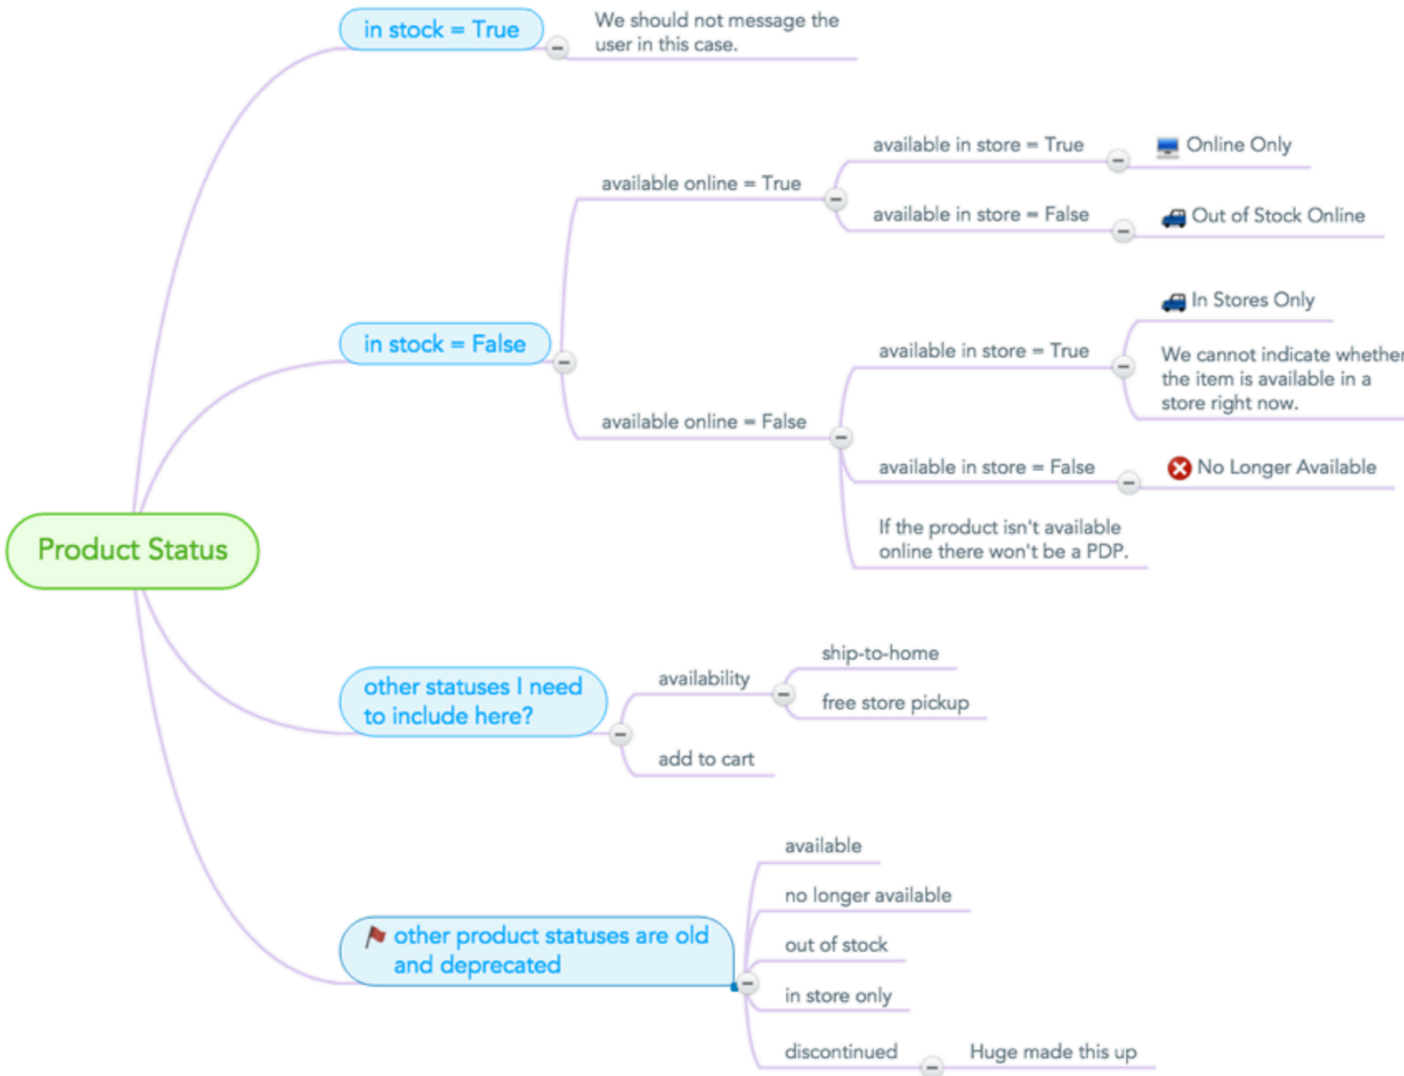 in stock = True
We should not message the
user in this case.
available in store = True
Online Only
available online = True
available in store = False
Out of Stock Online
in stock = False
In Stores Only
available in store = True
We cannot indicate whether
the item is available in a
store right now.
available online = False
available in store = False
No Longer Available
If the product isn't available
online there won't be a PDP.
Product Status
other statuses I need
to include here?
availability
ship-to-home
free store pickup
add to cart
other product statuses are old
and deprecated
available
no longer available
out of stock
in store only
discontinued
Huge made this up